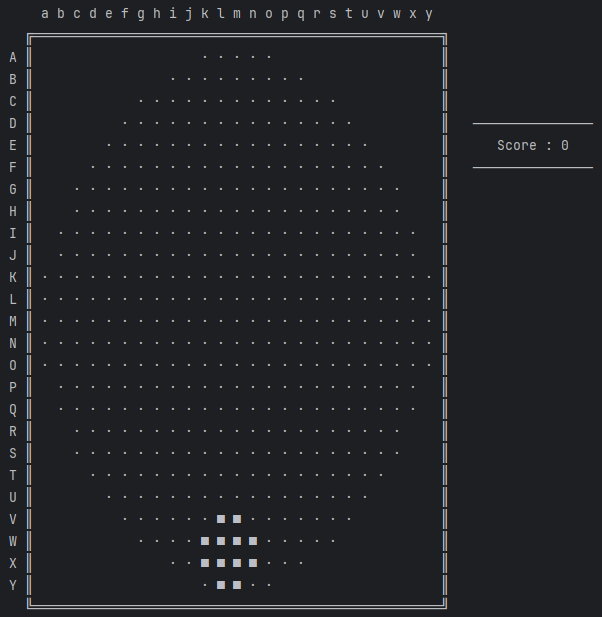 a b c d e f g h i j k l m n o p q r s t u v w x y
A
B
C
D
E
Score : 0
F
G
H
I
J
K
L
M
N
O
P
Q
R
S
T
U
V
W
X
Y